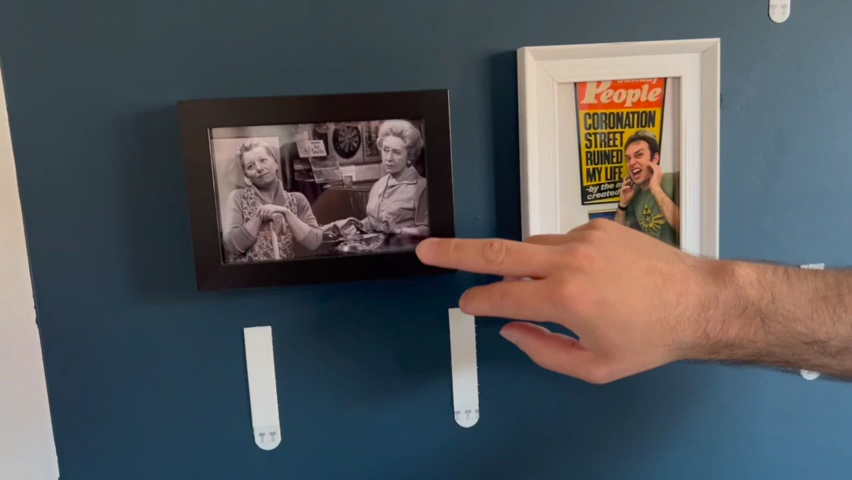 People
CORONATION
STREET
RUINED
MY LIFE
-by the m